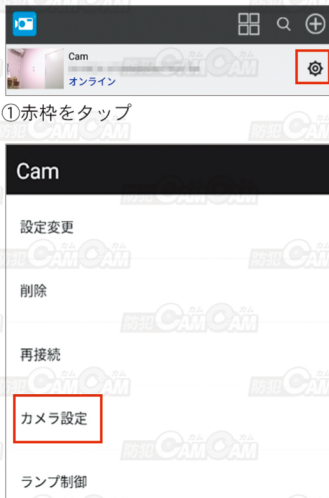 Cam
オンライン
①赤枠をタップ
Cam
設定変更
削除
再接続
カメラ設定
ランプ制御